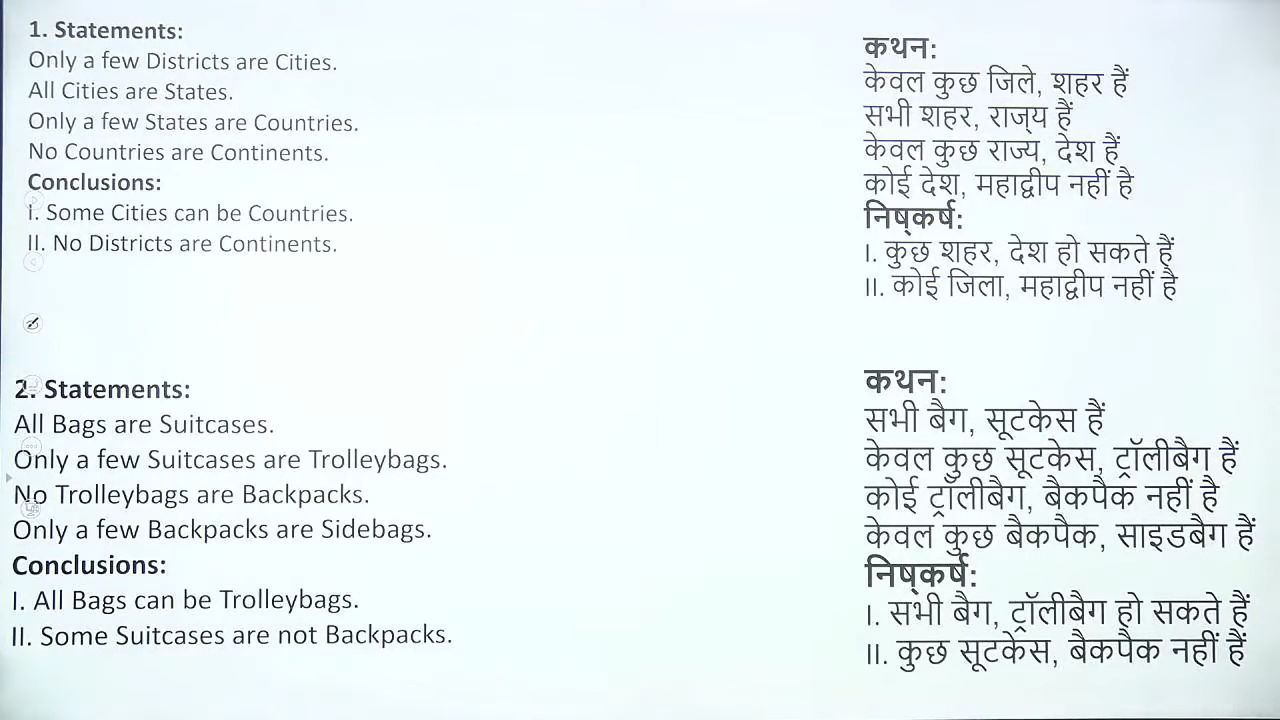 1. Statements:
Only a few Districts are Cities.
All Cities are States.
Only a few States are Countries.
No Countries are Continents.
Conclusions:
I. Some Cities can be Countries.
II. No Districts are Continents.
कथन:
केवल कुछ जिले, शहर हैं
सभी शहर, राज्य हैं
केवल कुछ राज्य, देश हैं
कोई देश, महाद्वीप नहीं है
निष्कर्ष:
I. कुछ शहर, देश हो सकते हैं
II. कोई जिला, महाद्वीप नहीं है
2. Statements:
All Bags are Suitcases.
Only a few Suitcases are Trolleybags.
No Trolleybags are Backpacks.
Only a few Backpacks are Sidebags.
Conclusions:
I. All Bags can be Trolleybags.
II. Some Suitcases are not Backpacks.
कथन:
सभी बैग, सूटकेस हैं
केवल कुछ सूटकेस, ट्रॉलीबैग हैं
कोई ट्रॉलीबैग, बैकपैक नहीं है
केवल कुछ बैकपैक, साइडबैग हैं
निष्कर्ष:
I. सभी बैग, ट्रॉलीबैग हो सकते हैं
II. कुछ सूटकेस, बैकपैक नहीं हैं